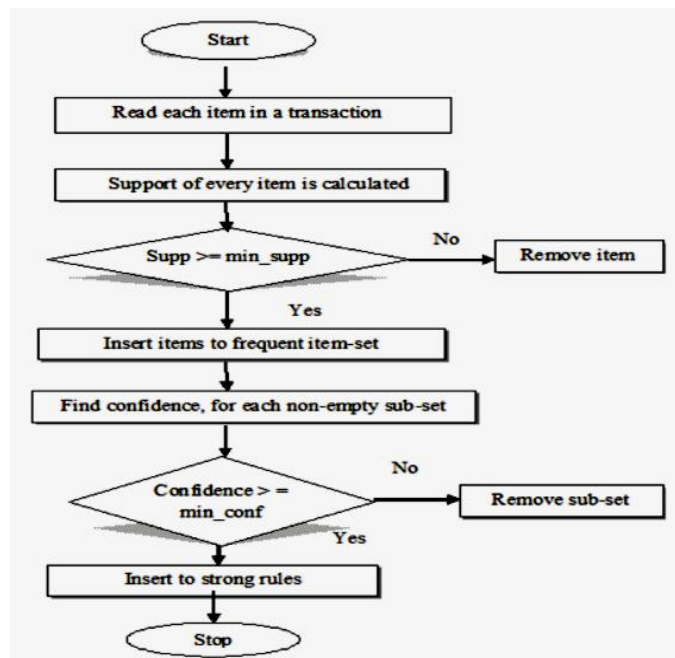 Start
Read each item in a transaction
Support of every item is calculated
Supp >= min_supp
No
Remove item
Yes
Insert items to frequent item-set
Find confidence, for each non-empty sub-set
Confidence > =
min_conf
No
Remove sub-set
Yes
Insert to strong rules
Stop